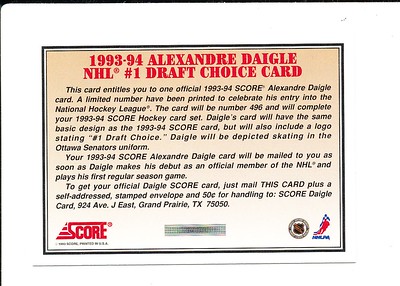 1993-94 ALEXANDRE DAIGLE
NHL® #1 DRAFT CHOICE CARD
This card entitles you to one official 1993-94 SCORE® Alexandre Daigle
card. A limited number have been printed to celebrate his entry into the
National Hockey League®. The card will be number 496 and will complete
your 1993-94 SCORE Hockey card set. Daigle's card will have the same
basic design as the 1993-94 SCORE card, but will also include a logo
stating "#1 Draft Choice." Daigle will be depicted skating in the
Ottawa Senators uniform.
Your 1993-94 SCORE Alexandre Daigle card will be mailed to you as
soon as Daigle makes his debut as an official member of the NHL® and
plays his first regular season game.
To get your official Daigle SCORE card, just mail THIS CARD plus a
self-addressed, stamped envelope and 50¢ for handling to: SCORE Daigle
Card, 924 Ave. J East, Grand Prairie, TX 75050.
SCORE
© 1993 SCORE, PRINTED IN U.S.A.
NHLPA